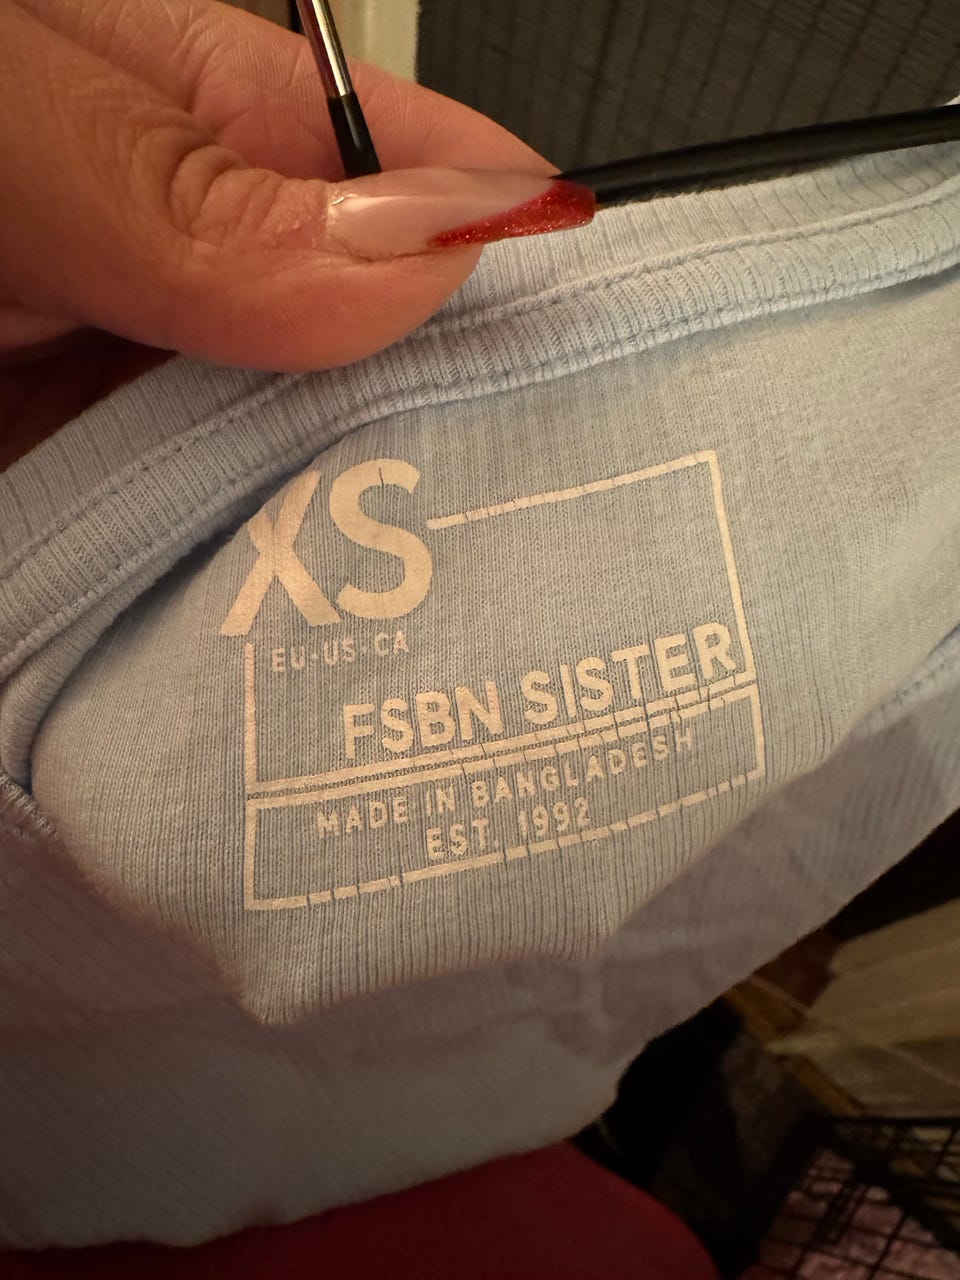 XS
EU-US-CA
FSBN SISTER
MADE IN BANGLADESH
EST. 1992